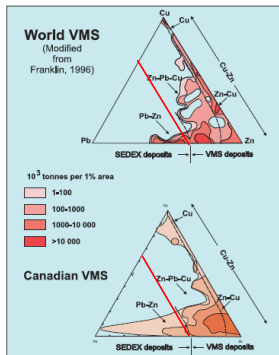 World VMS
(Modified
from
Franklin, 1996)
Cu
Cu
Cu-Zn
Zn-Pb-Cu
Zn-Cu
Pb-Zn
Pb
Zn
SEDEX deposits
VMS deposits
10³ tonnes per 1% area
1-100
100-1000
1000-10 000
>10 000
Canadian VMS
Cu
Cu
Cu-Zn
Zn-Pb-Cu
Zn-Cu
Pb-Zn
SEDEX deposits
VMS deposits